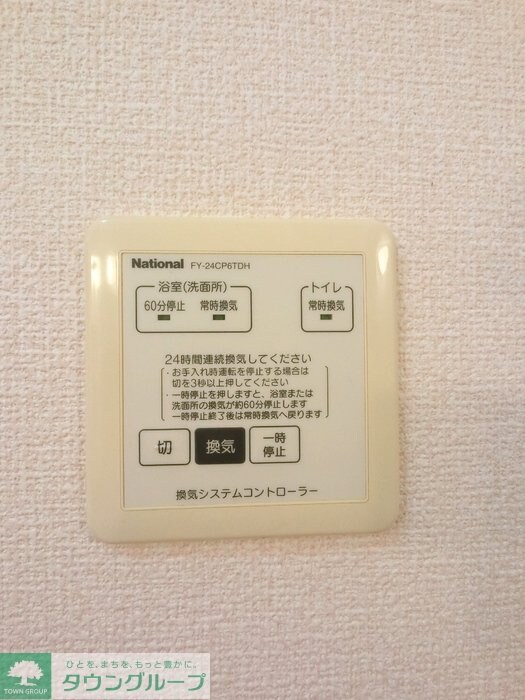 National FY-24CP6TDH
浴室(洗面所)
トイレ
60分停止 常時換気
常時換気
24時間連続換気してください
・お手入れ時運転を停止する場合は
切を3秒以上押してください
・一時停止を押しますと、浴室または
洗面所の換気が約60分停止します
一時停止終了後は常時換気へ戻ります
切
換気
一時
停止
換気システムコントローラー
TOWN GROUP
ひとを、まちを、もっと豊かに。
タウングループ